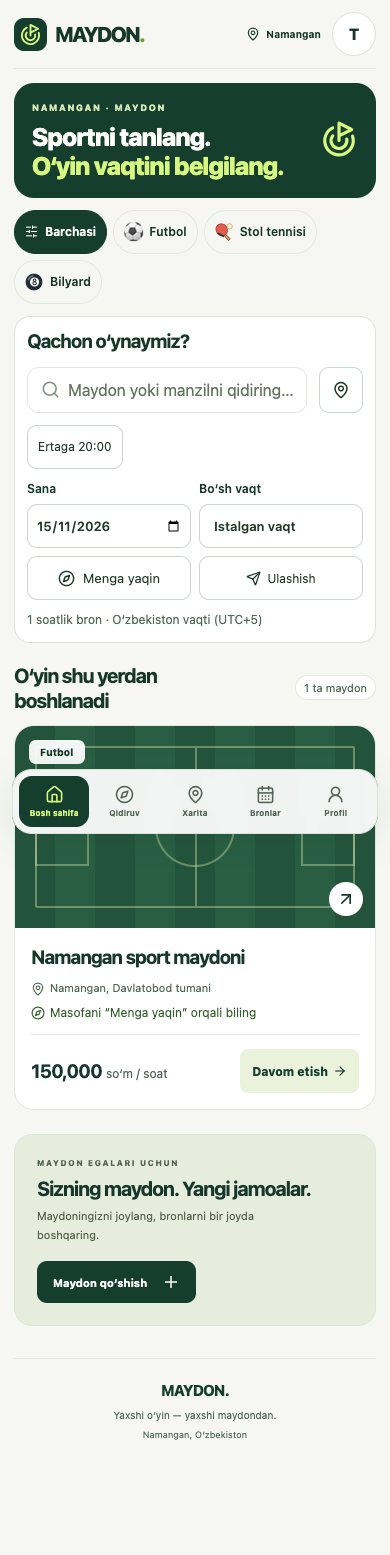 MAYDON.
Namangan
T
NAMANGAN · MAYDON
Sportni tanlang.
O‘yin vaqtini belgilang.
Barchasi
Futbol
Stol tennisi
Bilyard
Qachon o‘ynaymiz?
Maydon yoki manzilni qidiring...
Ertaga 20:00
Sana
Bo‘sh vaqt
15/11/2026
Istalgan vaqt
Menga yaqin
Ulashish
1 soatlik bron · O‘zbekiston vaqti (UTC+5)
O‘yin shu yerdan
boshlanadi
1 ta maydon
Futbol
Bosh sahifa
Qidiruv
Xarita
Bronlar
Profil
Namangan sport maydoni
Namangan, Davlatobod tumani
Masofani “Menga yaqin” orqali biling
150,000 so‘m / soat
Davom etish
MAYDON EGALARI UCHUN
Sizning maydon. Yangi jamoalar.
Maydoningizni joylang, bronlarni bir joyda
boshqaring.
Maydon qo‘shish
MAYDON.
Yaxshi o‘yin — yaxshi maydondan.
Namangan, O‘zbekiston